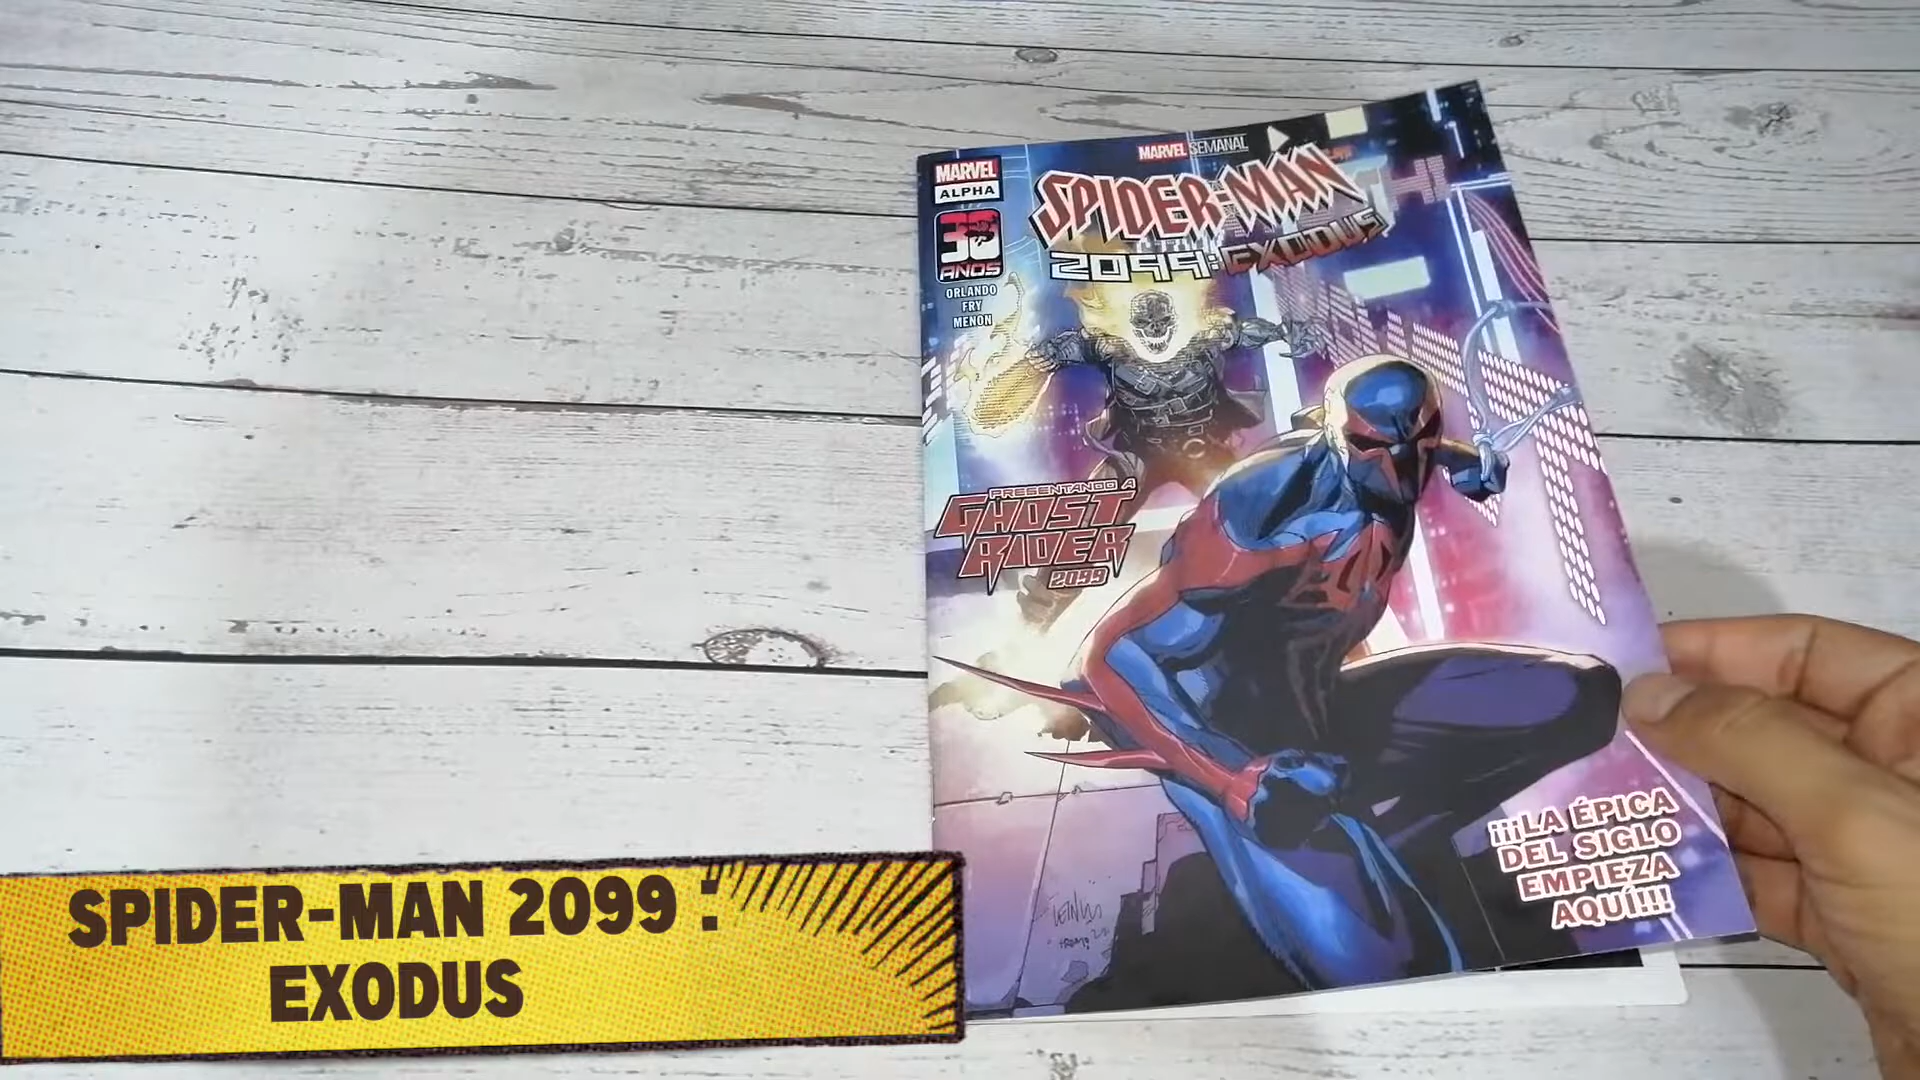 MARVEL SEMANAL
MARVEL
ALPHA
SPIDER-MAN
2099: EXODUS
30
AÑOS
ORLANDO
FRY
MENON
PRESENTANDO A
GHOST
RIDER
2099
¡¡¡LA ÉPICA
DEL SIGLO
EMPIEZA
AQUÍ!!!
SPIDER-MAN 2099 :
EXODUS